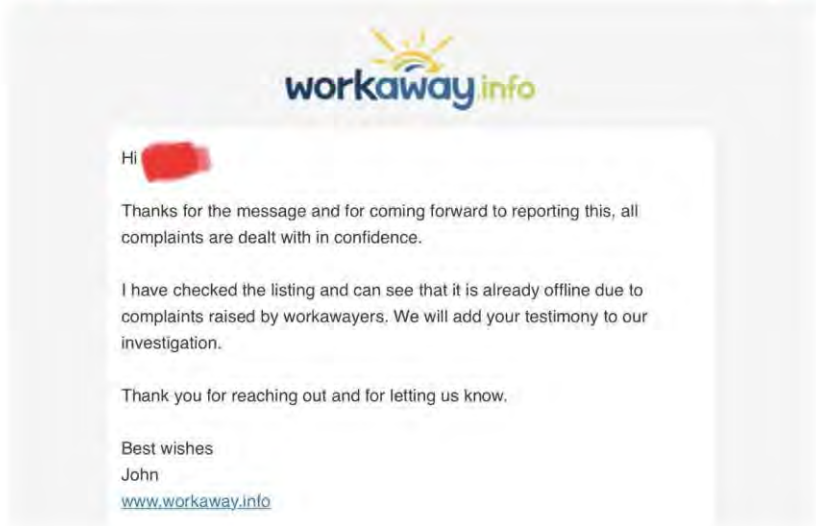 workaway.info
Hi
Thanks for the message and for coming forward to reporting this, all
complaints are dealt with in confidence.
I have checked the listing and can see that it is already offline due to
complaints raised by workawayers. We will add your testimony to our
investigation.
Thank you for reaching out and for letting us know.
Best wishes
John
www.workaway.info